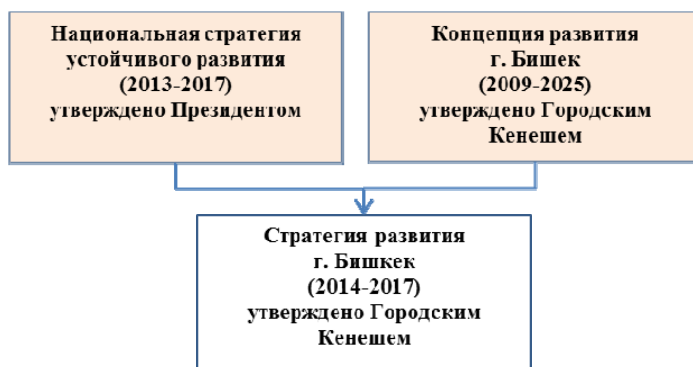 Национальная стратегия
устойчивого развития
(2013-2017)
утверждено Президентом
Концепция развития
г. Бишек
(2009-2025)
утверждено Городским
Кенешем
Стратегия развития
г. Бишкек
(2014-2017)
утверждено Городским
Кенешем